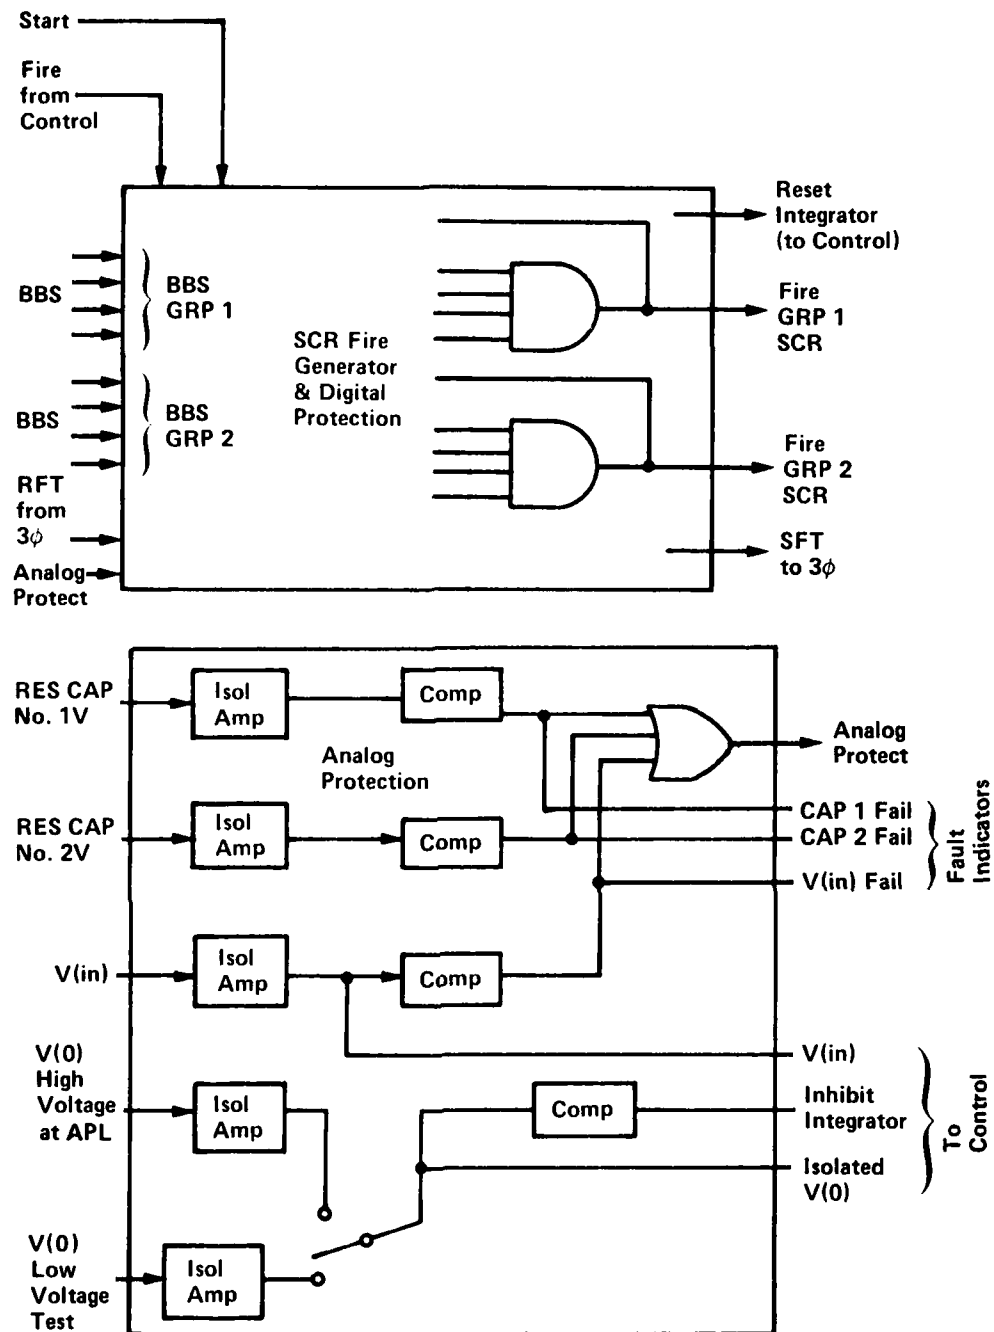 Start
Fire
from
Control
Reset
Integrator
(to Control)
BBS
BBS
GRP 1
Fire
GRP 1
SCR
SCR Fire
Generator
& Digital
Protection
BBS
BBS
GRP 2
Fire
GRP 2
SCR
RFT
from
3ϕ
SFT
to 3ϕ
Analog
Protect
RES CAP
No. 1V
Isol
Amp
Comp
Analog
Protection
Analog
Protect
CAP 1 Fail
CAP 2 Fail
V(in) Fail
Fault
Indicators
RES CAP
No. 2V
Isol
Amp
Comp
V(in)
Isol
Amp
Comp
V(in)
V(0)
High
Voltage
at APL
Isol
Amp
Comp
Inhibit
Integrator
Isolated
V(0)
To
Control
V(0)
Low
Voltage
Test
Isol
Amp